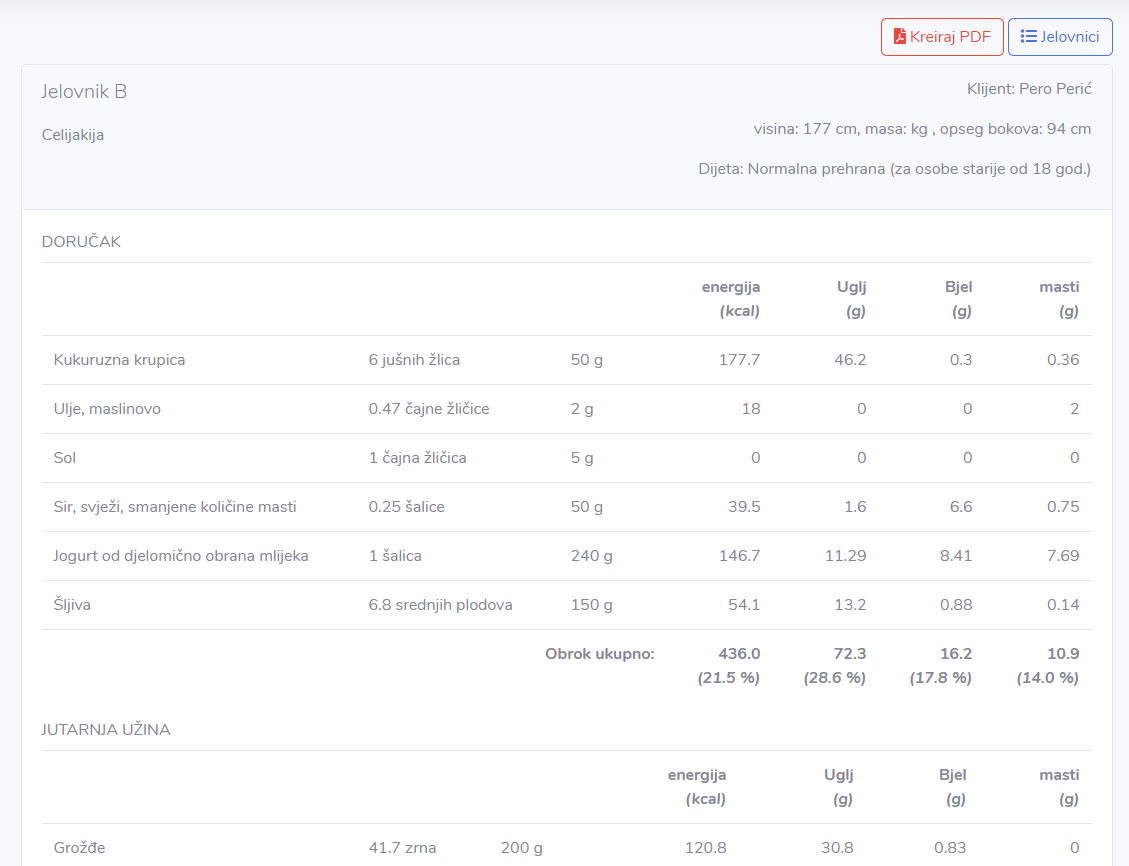 Kreiraj PDF Jelovnici
Jelovnik B Klijent: Pero Perić
Celijakija visina: 177 cm, masa: kg , opseg bokova: 94 cm
Dijeta: Normalna prehrana (za osobe starije od 18 god.)
DORUČAK
energija Uglj Bjel masti
(kcal) (g) (g) (g)
Kukuruzna krupica 6 jušnih žlica 50 g 177.7 46.2 0.3 0.36
Ulje, maslinovo 0.47 čajne žličice 2 g 18 0 0 2
Sol 1 čajna žličica 5 g 0 0 0 0
Sir, svježi, smanjene količine masti 0.25 šalice 50 g 39.5 1.6 6.6 0.75
Jogurt od djelomično obrana mlijeka 1 šalica 240 g 146.7 11.29 8.41 7.69
Šljiva 6.8 srednjih plodova 150 g 54.1 13.2 0.88 0.14
Obrok ukupno: 436.0 72.3 16.2 10.9
(21.5 %) (28.6 %) (17.8 %) (14.0 %)
JUTARNJA UŽINA
energija Uglj Bjel masti
(kcal) (g) (g) (g)
Grožđe 41.7 zrna 200 g 120.8 30.8 0.83 0